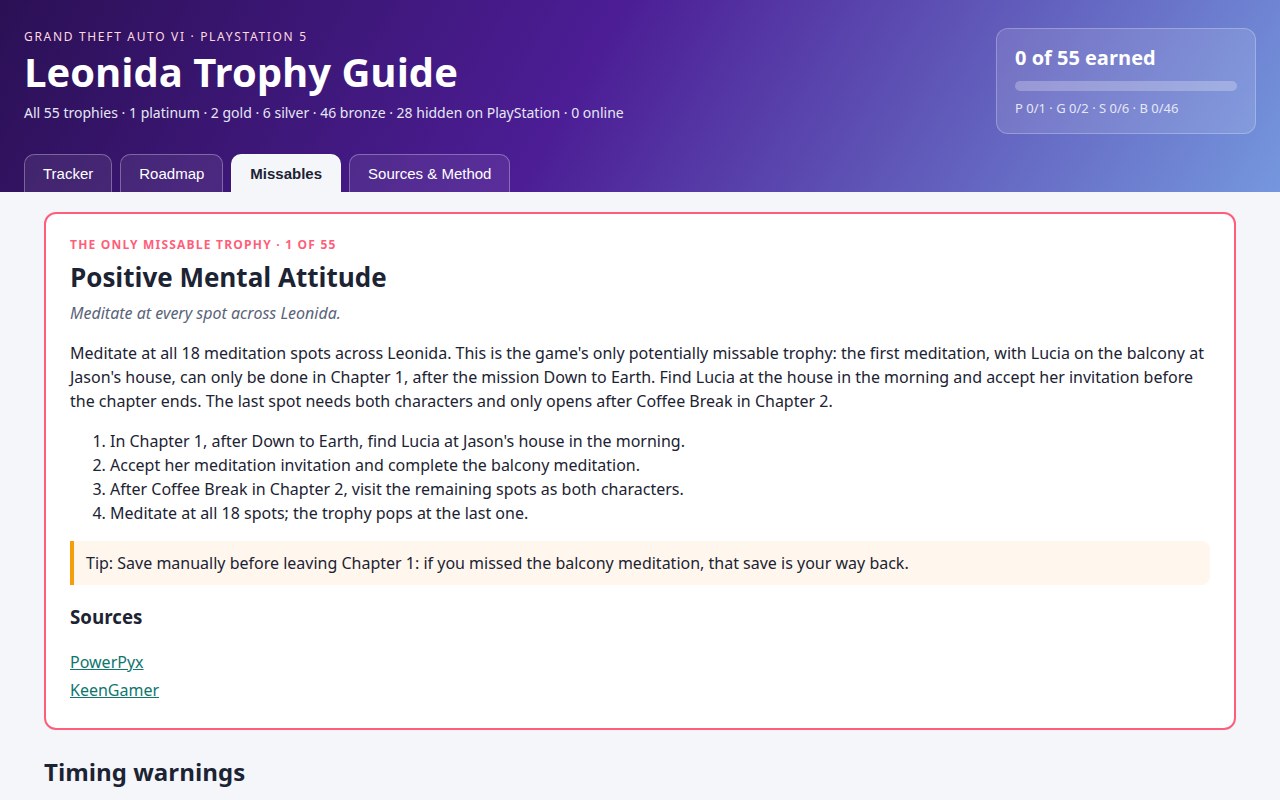 GRAND THEFT AUTO VI · PLAYSTATION 5
Leonida Trophy Guide
All 55 trophies · 1 platinum · 2 gold · 6 silver · 46 bronze · 28 hidden on PlayStation · 0 online
0 of 55 earned
P 0/1 · G 0/2 · S 0/6 · B 0/46
Tracker
Roadmap
Missables
Sources & Method
THE ONLY MISSABLE TROPHY · 1 OF 55
Positive Mental Attitude
Meditate at every spot across Leonida.
Meditate at all 18 meditation spots across Leonida. This is the game's only potentially missable trophy: the first meditation, with Lucia on the balcony at
Jason's house, can only be done in Chapter 1, after the mission Down to Earth. Find Lucia at the house in the morning and accept her invitation before
the chapter ends. The last spot needs both characters and only opens after Coffee Break in Chapter 2.
1. In Chapter 1, after Down to Earth, find Lucia at Jason's house in the morning.
2. Accept her meditation invitation and complete the balcony meditation.
3. After Coffee Break in Chapter 2, visit the remaining spots as both characters.
4. Meditate at all 18 spots; the trophy pops at the last one.
Tip: Save manually before leaving Chapter 1: if you missed the balcony meditation, that save is your way back.
Sources
PowerPyx
KeenGamer
Timing warnings